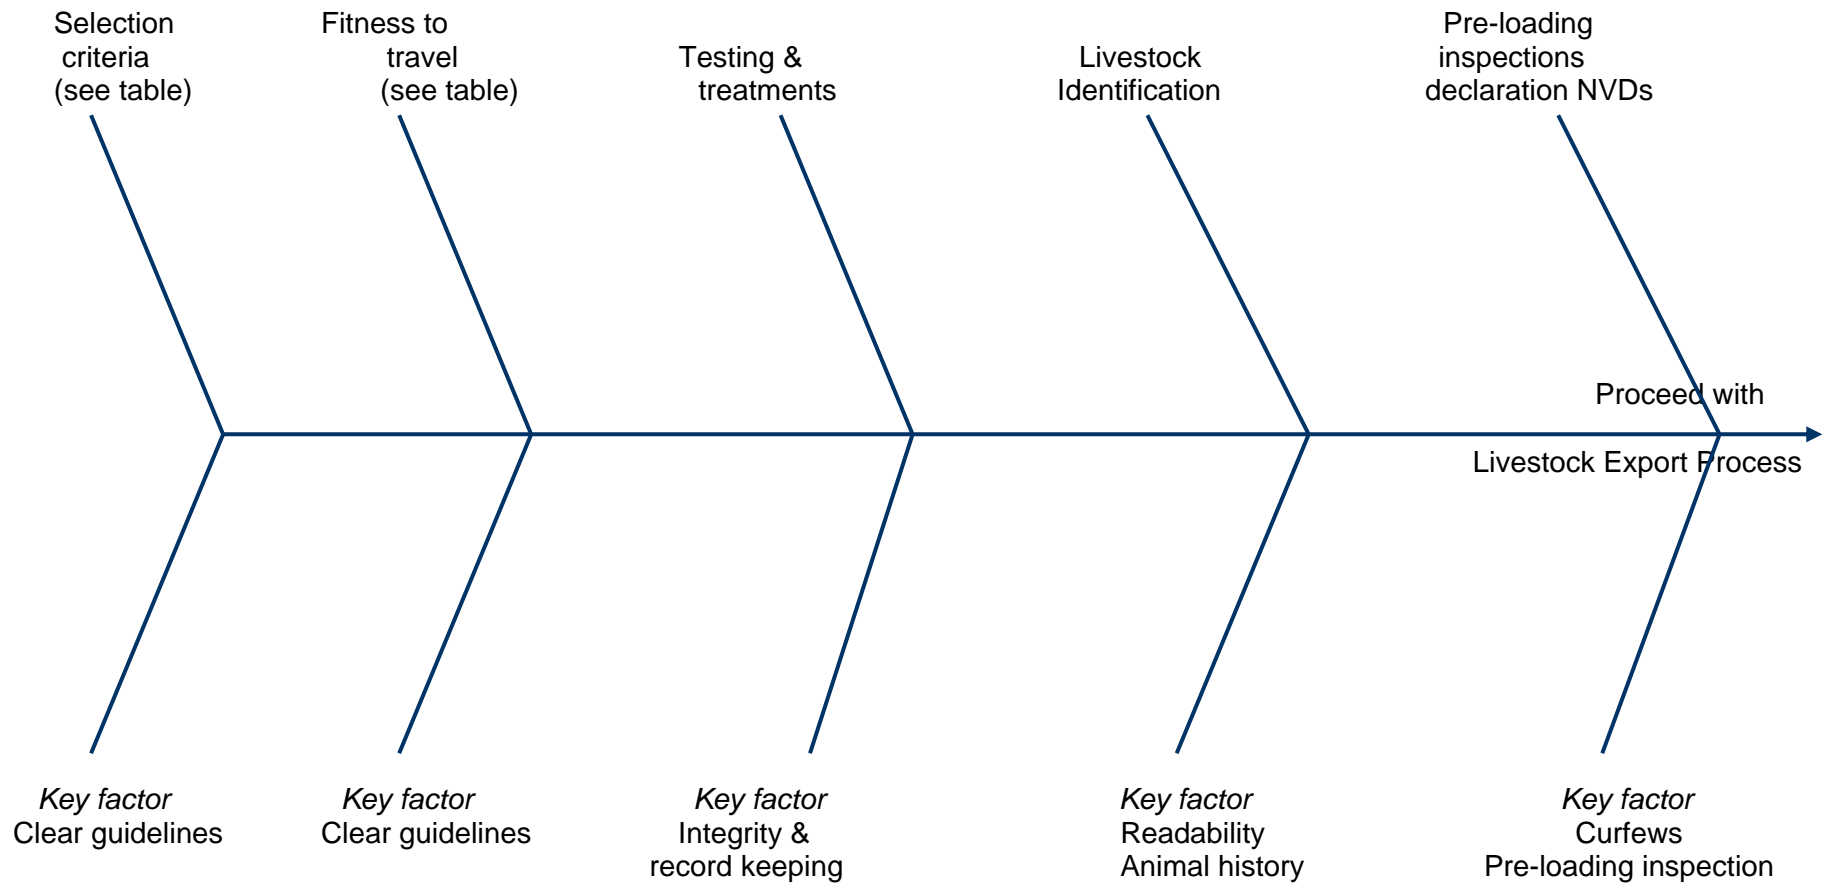 Selection
criteria
(see table)
Fitness to
travel
(see table)
Testing &
treatments
Livestock
Identification
Pre-loading
inspections
declaration NVDs
Proceed with
Livestock Export Process
Key factor
Clear guidelines
Key factor
Clear guidelines
Key factor
Integrity &
record keeping
Key factor
Readability
Animal history
Key factor
Curfews
Pre-loading inspection